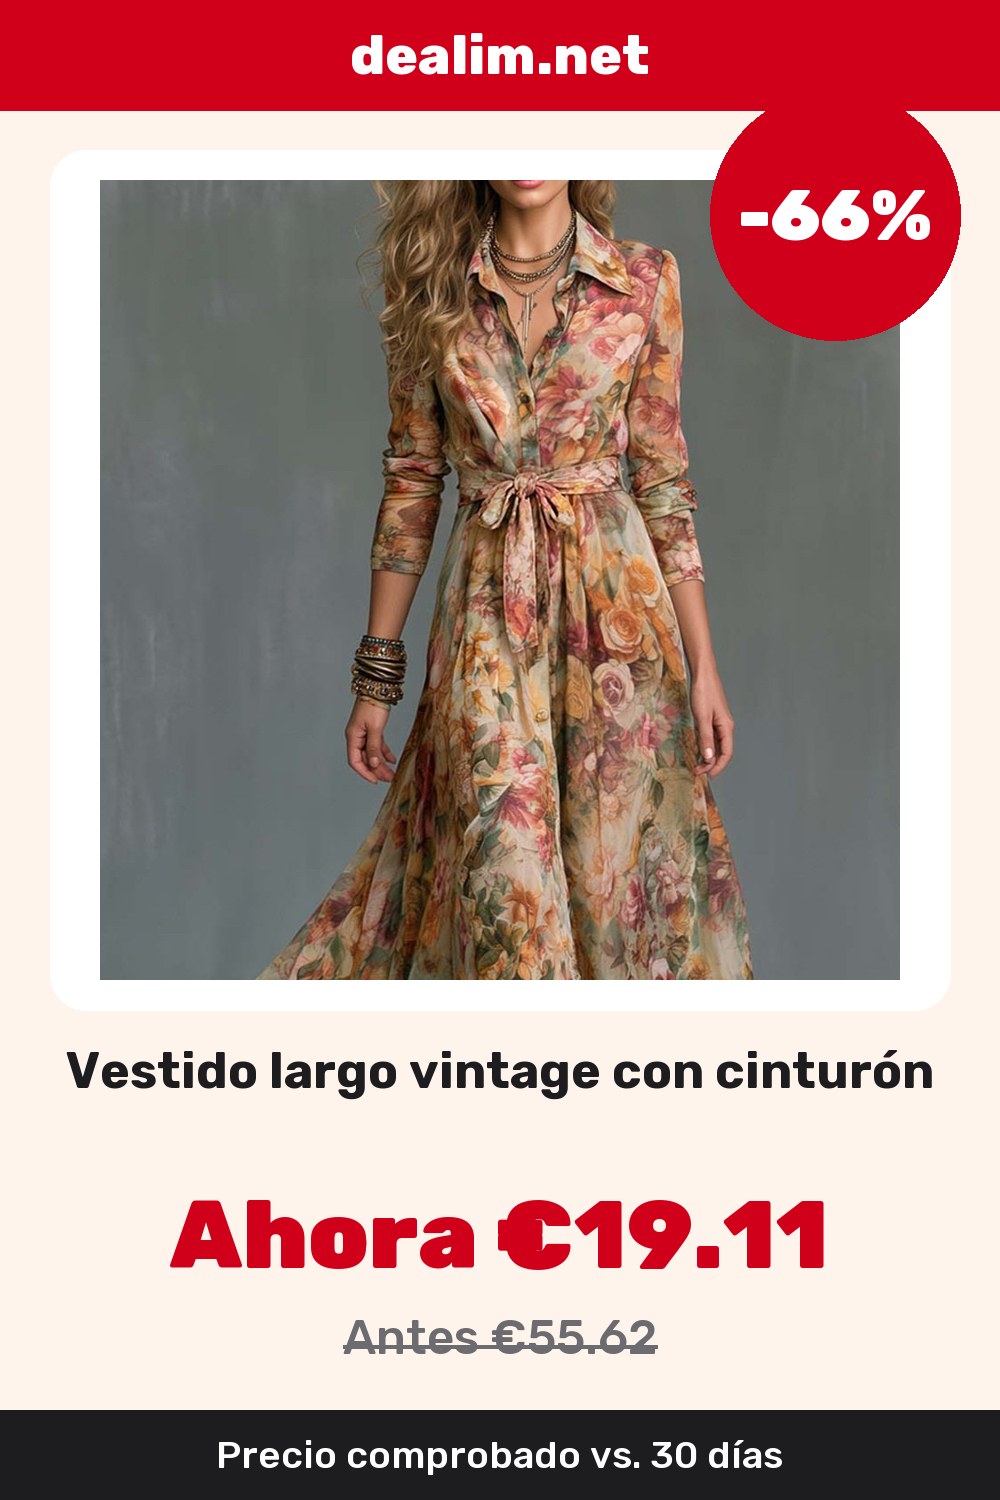 dealim.net
-66%
Vestido largo vintage con cinturón
Ahora €19.11
Antes €55.62
Precio comprobado vs. 30 días